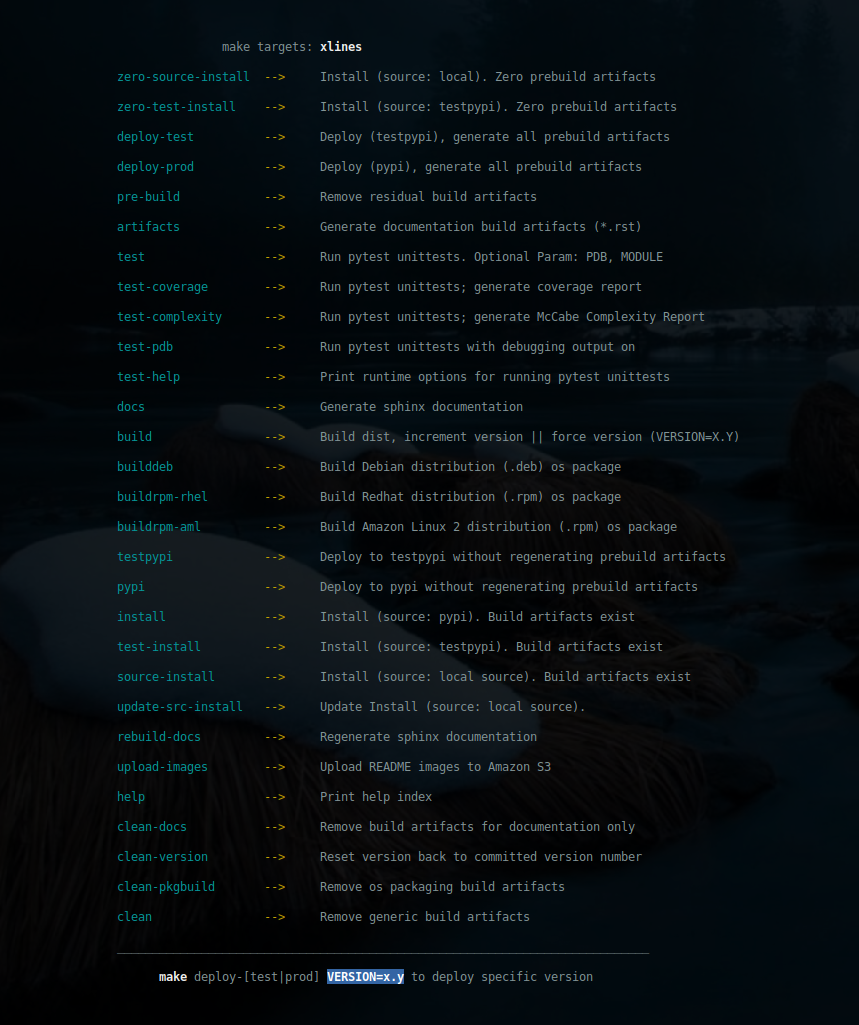 make targets: xlines
zero-source-install --> Install (source: local). Zero prebuild artifacts
zero-test-install --> Install (source: testpypi). Zero prebuild artifacts
deploy-test --> Deploy (testpypi), generate all prebuild artifacts
deploy-prod --> Deploy (pypi), generate all prebuild artifacts
pre-build --> Remove residual build artifacts
artifacts --> Generate documentation build artifacts (*.rst)
test --> Run pytest unittests. Optional Param: PDB, MODULE
test-coverage --> Run pytest unittests; generate coverage report
test-complexity --> Run pytest unittests; generate McCabe Complexity Report
test-pdb --> Run pytest unittests with debugging output on
test-help --> Print runtime options for running pytest unittests
docs --> Generate sphinx documentation
build --> Build dist, increment version || force version (VERSION=X.Y)
builddeb --> Build Debian distribution (.deb) os package
buildrpm-rhel --> Build Redhat distribution (.rpm) os package
buildrpm-aml --> Build Amazon Linux 2 distribution (.rpm) os package
testpypi --> Deploy to testpypi without regenerating prebuild artifacts
pypi --> Deploy to pypi without regenerating prebuild artifacts
install --> Install (source: pypi). Build artifacts exist
test-install --> Install (source: testpypi). Build artifacts exist
source-install --> Install (source: local source). Build artifacts exist
update-src-install --> Update Install (source: local source).
rebuild-docs --> Regenerate sphinx documentation
upload-images --> Upload README images to Amazon S3
help --> Print help index
clean-docs --> Remove build artifacts for documentation only
clean-version --> Reset version back to committed version number
clean-pkgbuild --> Remove os packaging build artifacts
clean --> Remove generic build artifacts
make deploy-[test|prod] VERSION=x.y to deploy specific version